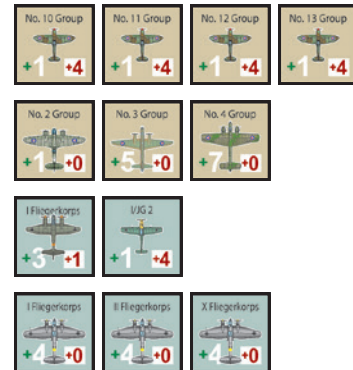 No. 10 Group No. 11 Group No. 12 Group No. 13 Group
+1 +4 +1 +4 +1 +4 +1 +4
No. 2 Group No. 3 Group No. 4 Group
+1 +0 +5 +0 +7 +0
I Fliegerkorps I/JG 2
+3 +1 +1 +4
I Fliegerkorps II Fliegerkorps X Fliegerkorps
+4 +0 +4 +0 +4 +0